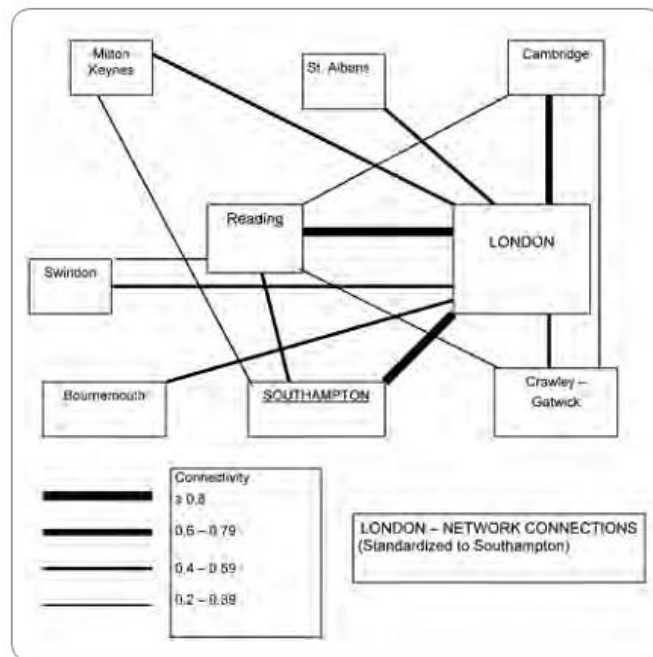 Milton
Keynes
St. Albans
Cambridge
Reading
LONDON
Swindon
Bournemouth
SOUTHAMPTON
Crawley –
Gatwick
Connectivity
≥ 0.8
0.6 – 0.79
0.4 – 0.59
0.2 – 0.39
LONDON – NETWORK CONNECTIONS
(Standardized to Southampton)